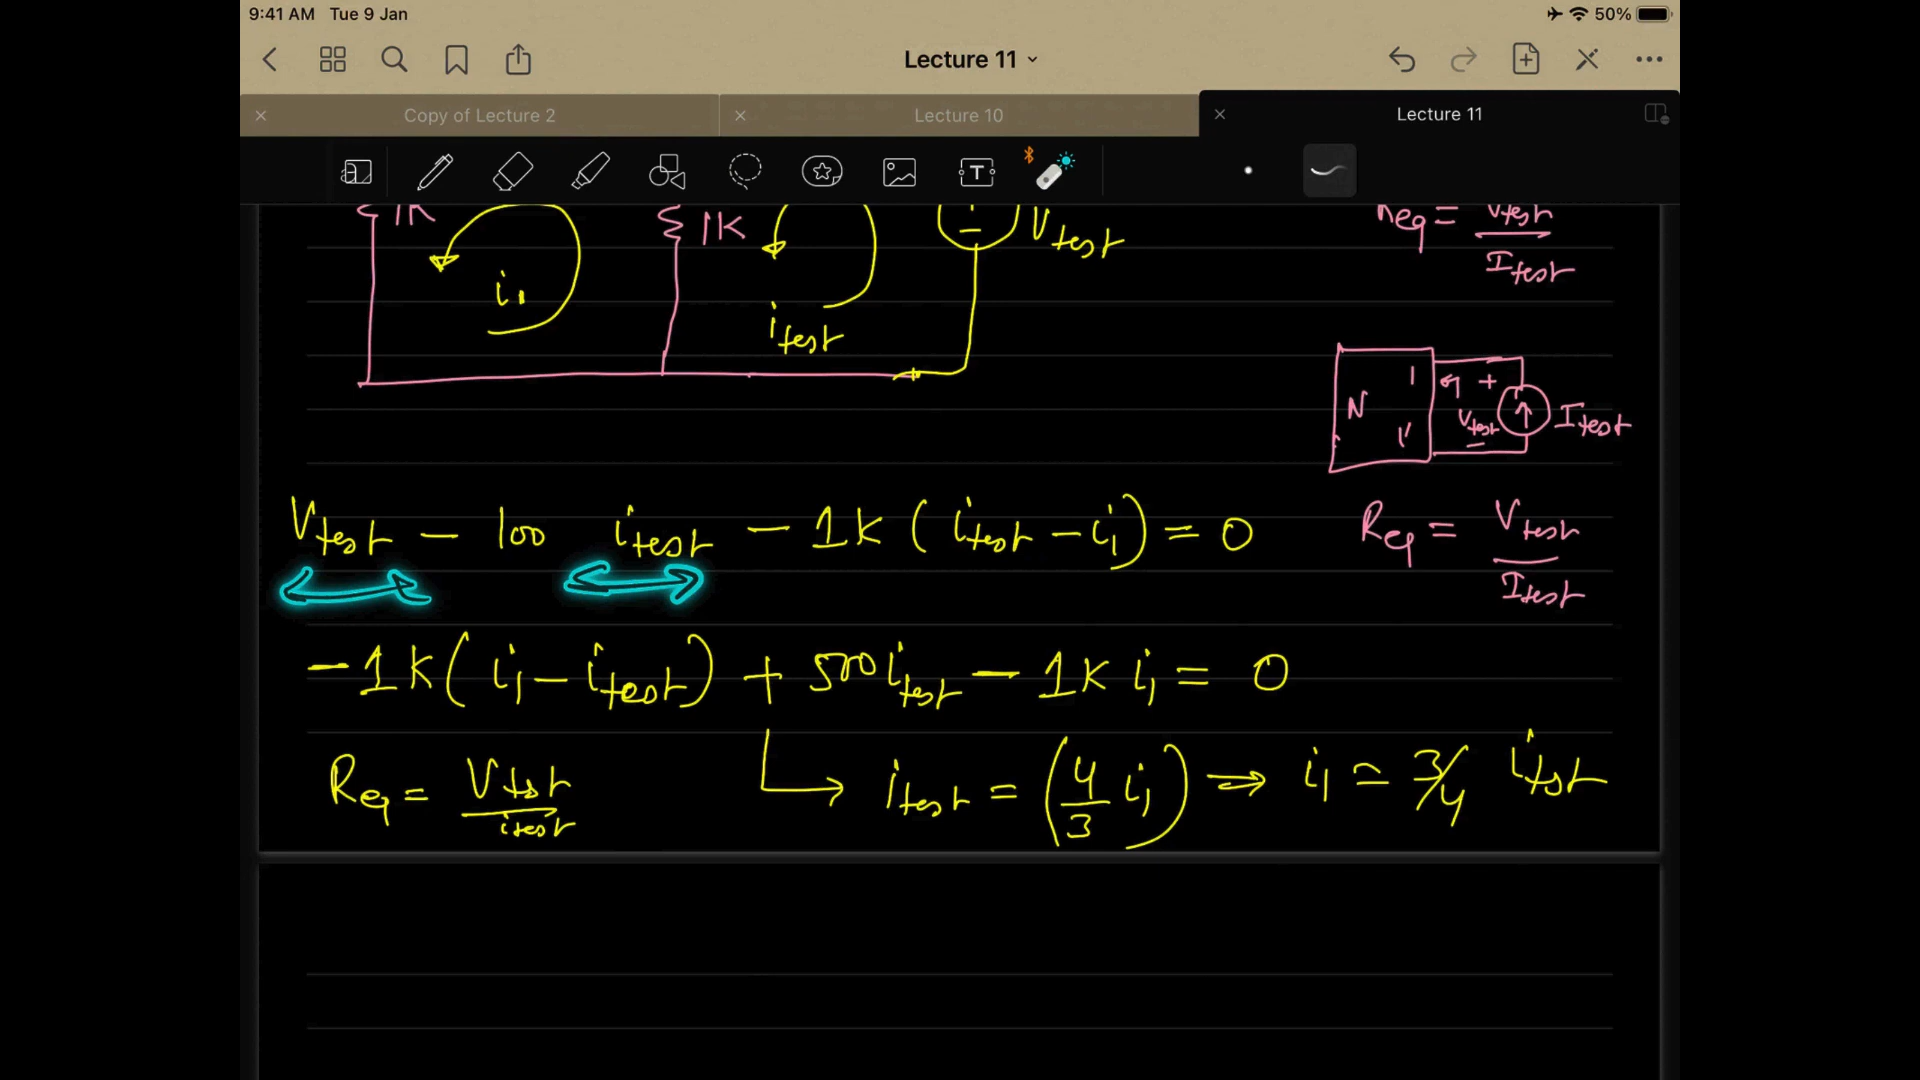 9:41 AM Tue 9 Jan
50%
Lecture 11
Copy of Lecture 2
Lecture 10
Lecture 11
T
1K
1K
i₁
i_test
−
V_test
Req = V_test / I_test
N
1
1'
+
V_test
−
I_test
V_test − 100 i_test − 1K ( i_test − i₁ ) = 0
Req = V_test / I_test
−1K ( i₁ − i_test ) + 500 i_test − 1K i₁ = 0
Req = V_tst / i_test
i_test = ( 4/3 i₁ ) ⇒ i₁ = 3/4 i_tst